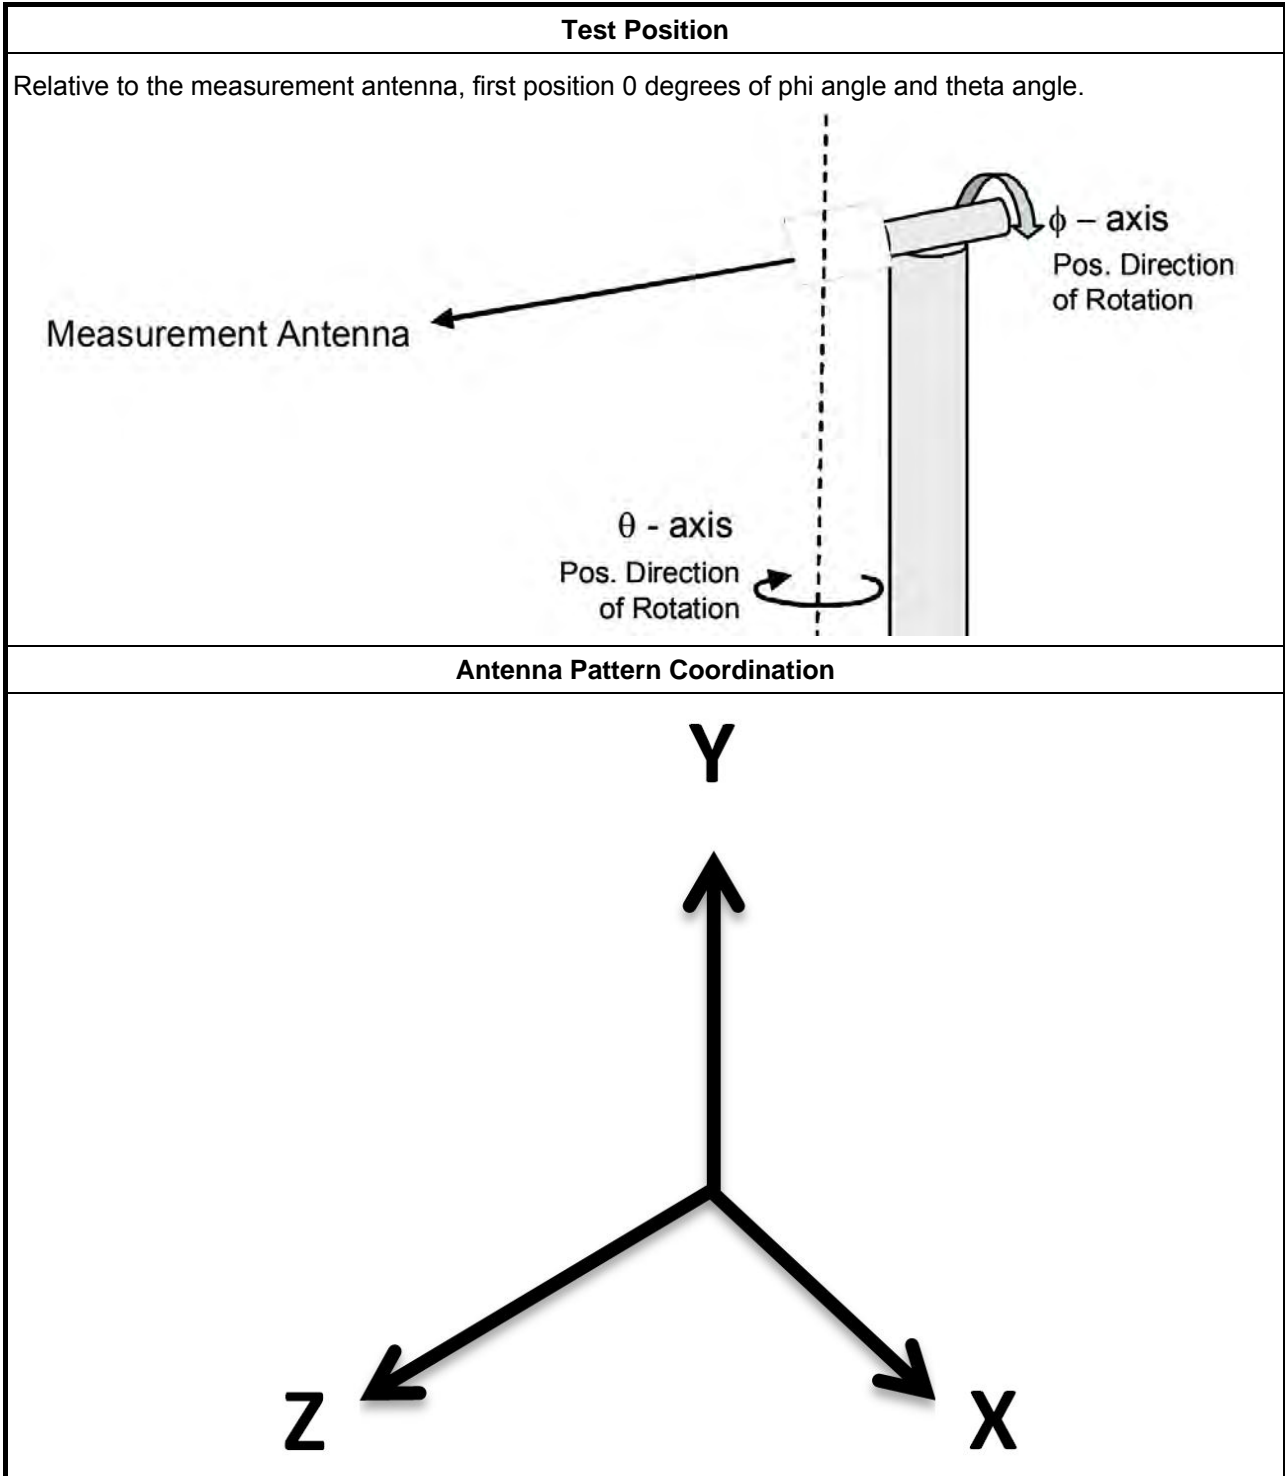 Test Position
Relative to the measurement antenna, first position 0 degrees of phi angle and theta angle.
ϕ – axis
Pos. Direction
of Rotation
Measurement Antenna
θ - axis
Pos. Direction
of Rotation
Antenna Pattern Coordination
Y
Z
X